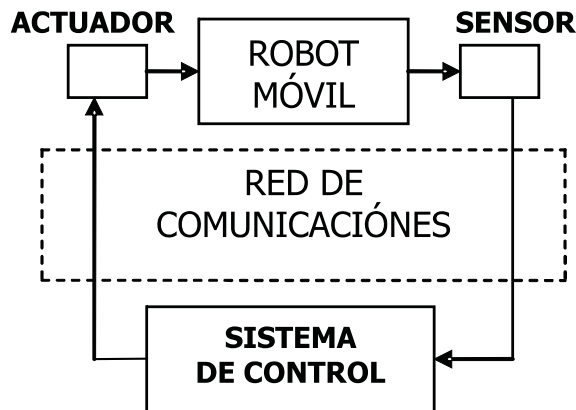 ACTUADOR
SENSOR
ROBOT
MÓVIL
RED DE
COMUNICACIÓNES
SISTEMA
DE CONTROL